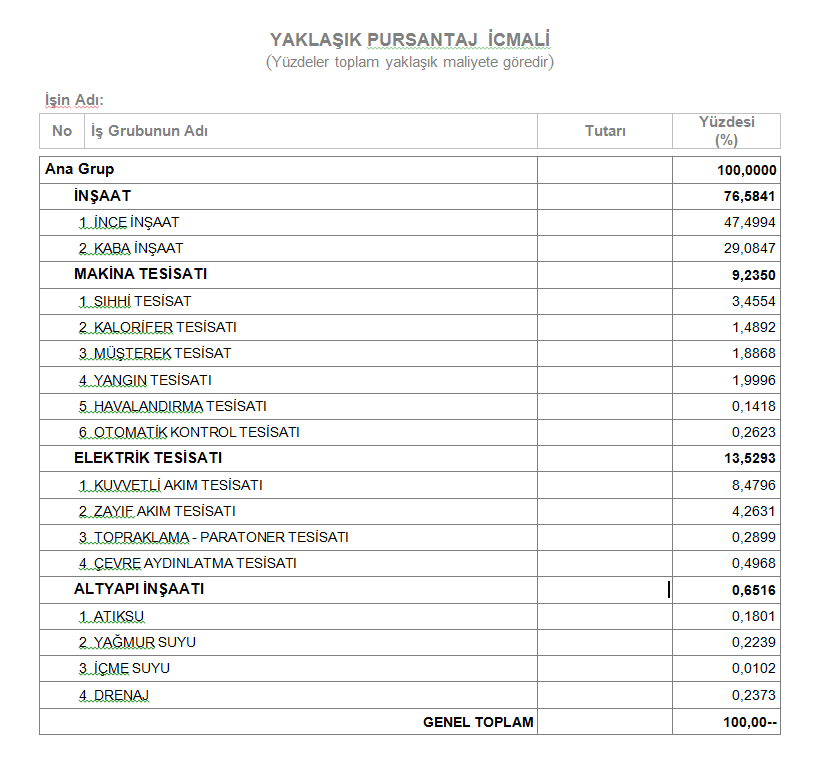 YAKLAŞIK PURSANTAJ İCMALİ
(Yüzdeler toplam yaklaşık maliyete göredir)
İşin Adı:
No İş Grubunun Adı Tutarı Yüzdesi (%)
Ana Grup 100,0000
İNŞAAT 76,5841
1 İNCE İNŞAAT 47,4994
2 KABA İNŞAAT 29,0847
MAKİNA TESİSATI 9,2350
1 SIHHİ TESİSAT 3,4554
2 KALORİFER TESİSATI 1,4892
3 MÜŞTEREK TESİSAT 1,8868
4 YANGIN TESİSATI 1,9996
5 HAVALANDIRMA TESİSATI 0,1418
6 OTOMATİK KONTROL TESİSATI 0,2623
ELEKTRİK TESİSATI 13,5293
1 KUVVETLİ AKIM TESİSATI 8,4796
2 ZAYIF AKIM TESİSATI 4,2631
3 TOPRAKLAMA - PARATONER TESİSATI 0,2899
4 ÇEVRE AYDINLATMA TESİSATI 0,4968
ALTYAPI İNŞAATI 0,6516
1 ATIKSU 0,1801
2 YAĞMUR SUYU 0,2239
3 İÇME SUYU 0,0102
4 DRENAJ 0,2373
GENEL TOPLAM 100,00--